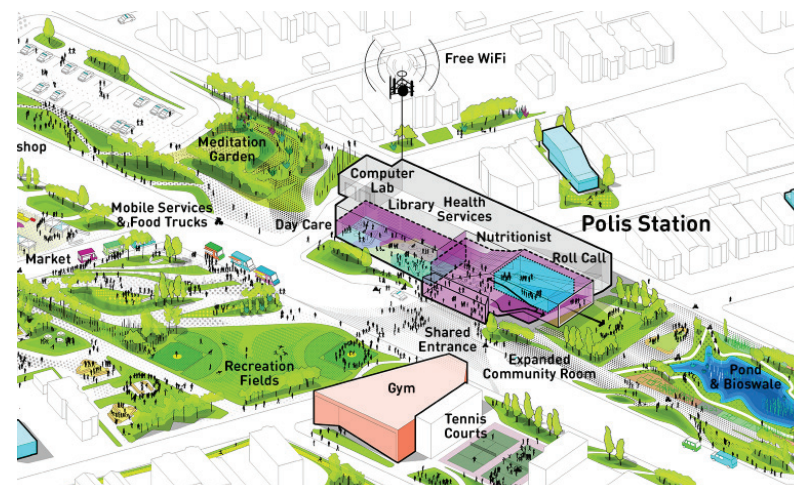 Free WiFi
Meditation
Garden
shop
Computer
Lab
Library
Health
Services
Mobile Services
& Food Trucks
Day Care
Polis Station
Nutritionist
Market
Roll Call
Shared
Entrance
Expanded
Community Room
Recreation
Fields
Pond
& Bioswale
Gym
Tennis
Courts